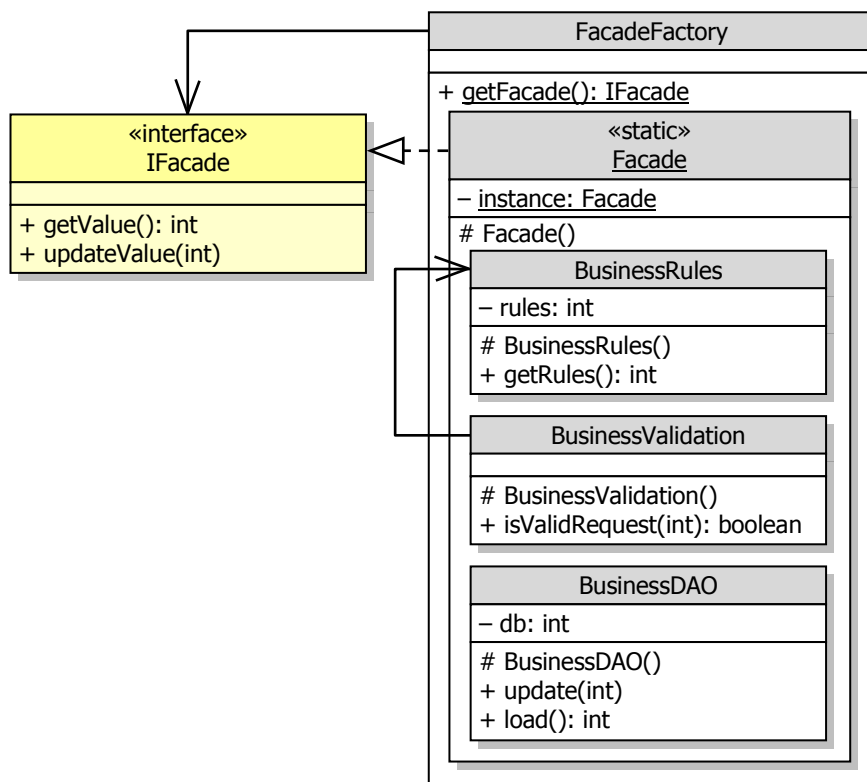 FacadeFactory
+ getFacade(): IFacade
«interface»
IFacade
+ getValue(): int
+ updateValue(int)
«static»
Facade
– instance: Facade
# Facade()
BusinessRules
– rules: int
# BusinessRules()
+ getRules(): int
BusinessValidation
# BusinessValidation()
+ isValidRequest(int): boolean
BusinessDAO
– db: int
# BusinessDAO()
+ update(int)
+ load(): int